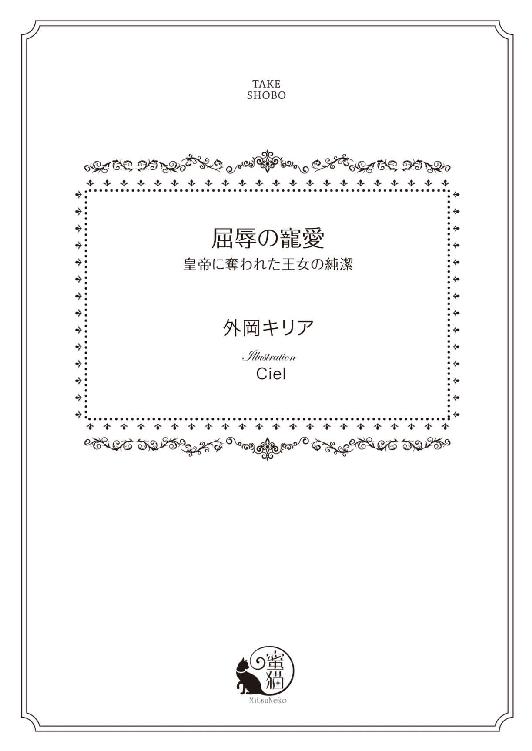 TAKE
SHOBO
屈辱の寵愛
皇帝に奪われた王女の純潔
外岡キリア
Illustration
Ciel
蜜猫
MitsuNeko